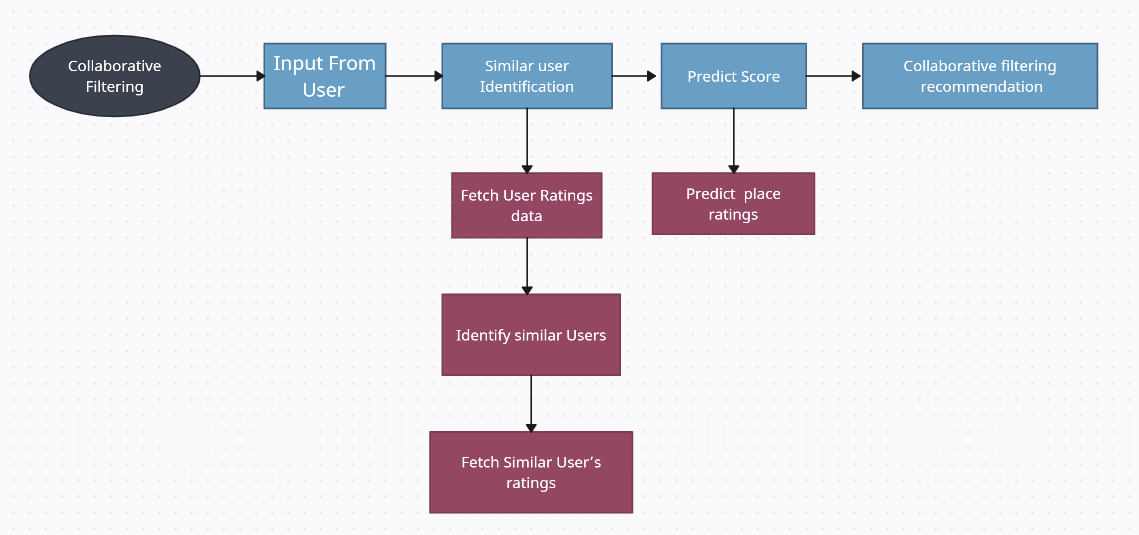 Collaborative
Filtering
Input From
User
Similar user
Identification
Predict Score
Collaborative filtering
recommendation
Fetch User Ratings
data
Predict  place
ratings
Identify similar Users
Fetch Similar User’s
ratings